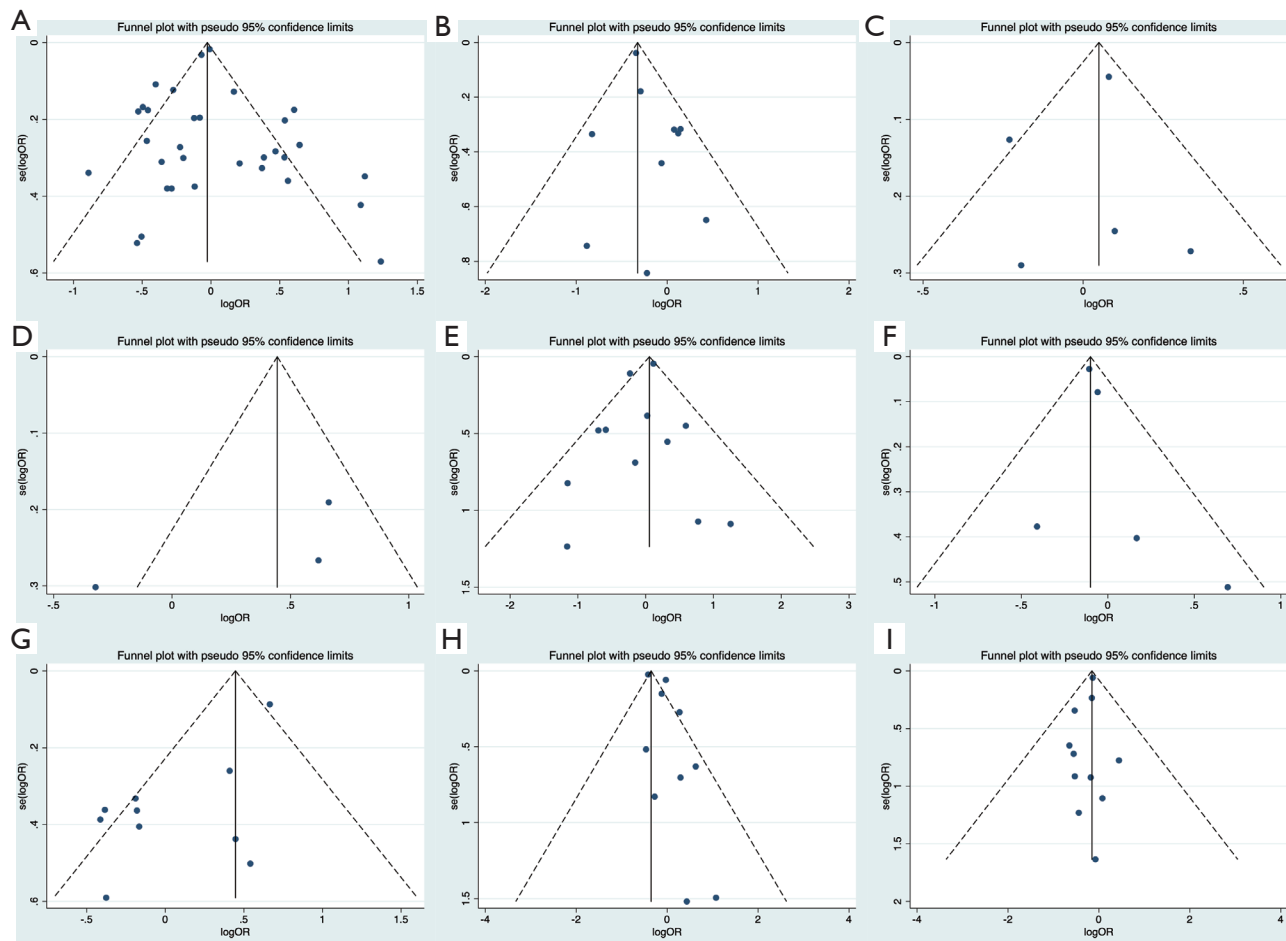 A
Funnel plot with pseudo 95% confidence limits
se(logOR)
0
.2
.4
.6
-1
-.5
0
.5
1
1.5
logOR
B
Funnel plot with pseudo 95% confidence limits
se(logOR)
0
.2
.4
.6
.8
-2
-1
0
1
2
logOR
C
Funnel plot with pseudo 95% confidence limits
se(logOR)
0
.1
.2
.3
-.5
0
.5
logOR
D
Funnel plot with pseudo 95% confidence limits
se(logOR)
0
.1
.2
.3
-.5
0
.5
1
logOR
E
Funnel plot with pseudo 95% confidence limits
se(logOR)
0
.5
1
1.5
-2
-1
0
1
2
3
logOR
F
Funnel plot with pseudo 95% confidence limits
se(logOR)
0
.1
.2
.3
.4
.5
-1
-.5
0
.5
1
logOR
G
Funnel plot with pseudo 95% confidence limits
se(logOR)
0
.2
.4
.6
-.5
0
.5
1
1.5
logOR
H
Funnel plot with pseudo 95% confidence limits
se(logOR)
0
.5
1
1.5
-4
-2
0
2
4
logOR
I
Funnel plot with pseudo 95% confidence limits
se(logOR)
0
.5
1
1.5
2
-4
-2
0
2
4
logOR